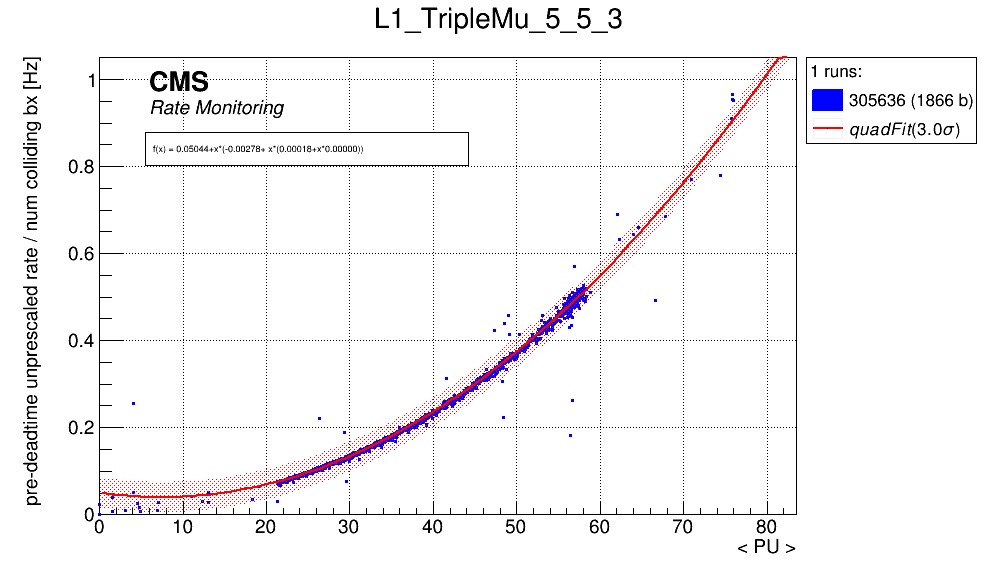 L1_TripleMu_5_5_3
pre-deadtime unprescaled rate / num colliding bx [Hz]
CMS
Rate Monitoring
f(x) = 0.05044+x*(-0.00278+ x*(0.00018+x*0.00000))
1 runs:
305636 (1866 b)
quadFit(3.0σ)
1
0.8
0.6
0.4
0.2
0
0 10 20 30 40 50 60 70 80
< PU >